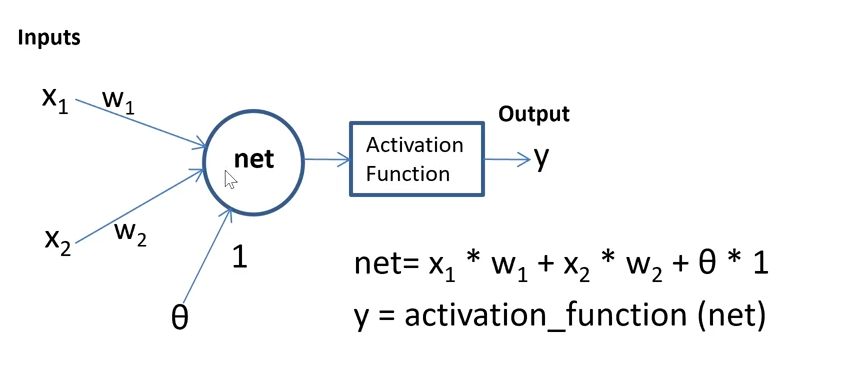 Inputs
x₁ w₁
Output
Activation
Function
net
y
x₂ w₂
1
θ
net= x₁ * w₁ + x₂ * w₂ + θ * 1
y = activation_function (net)